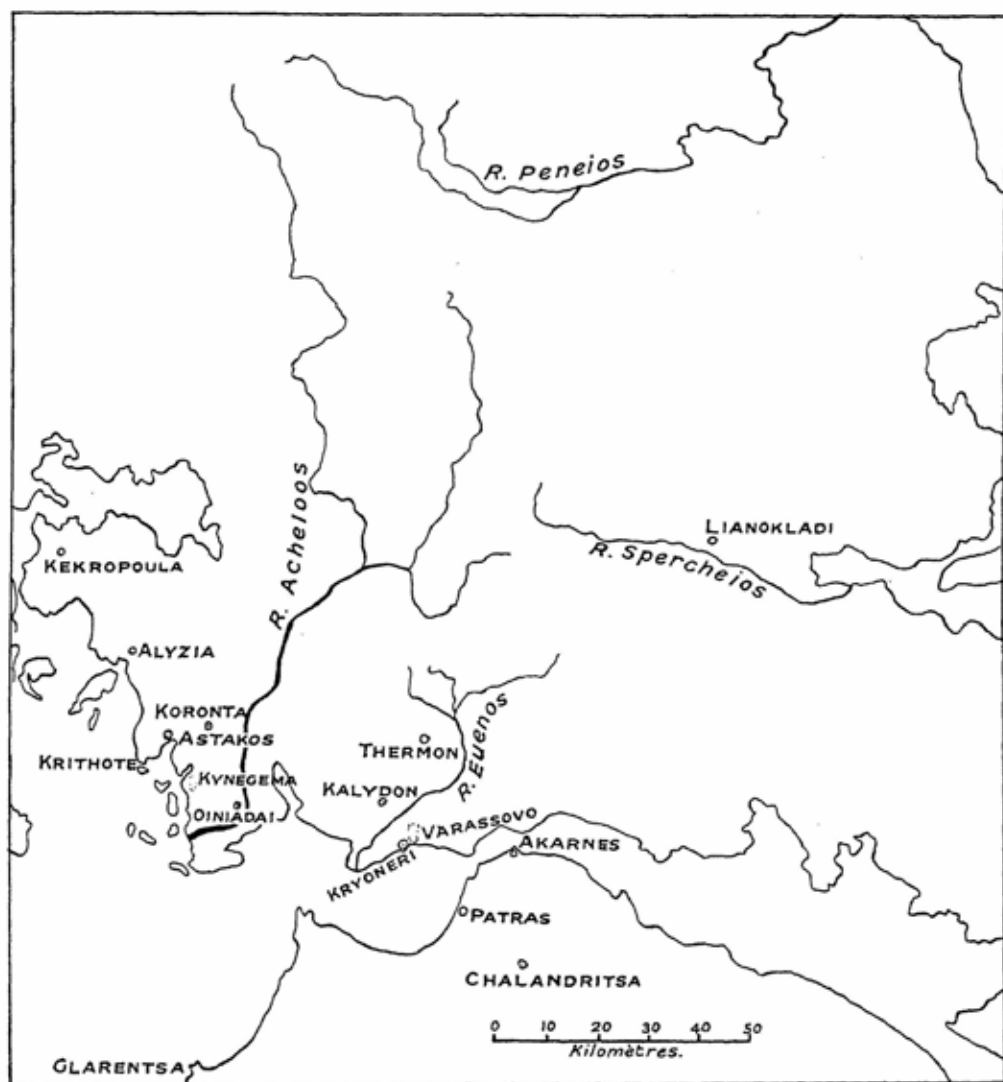 R. Peneios
R. Acheloos
LIANOKLADI
R. Spercheios
KEKROPOULA
ALYZIA
KORONTA
ASTAKOS
KRITHOTE
KYNEGEMA
OINIADAI
THERMON
R. Euenos
KALYDON
VARASSOVO
KRYONERI
AKARNES
PATRAS
CHALANDRITSA
0 10 20 30 40 50
Kilomètres.
GLARENTSA